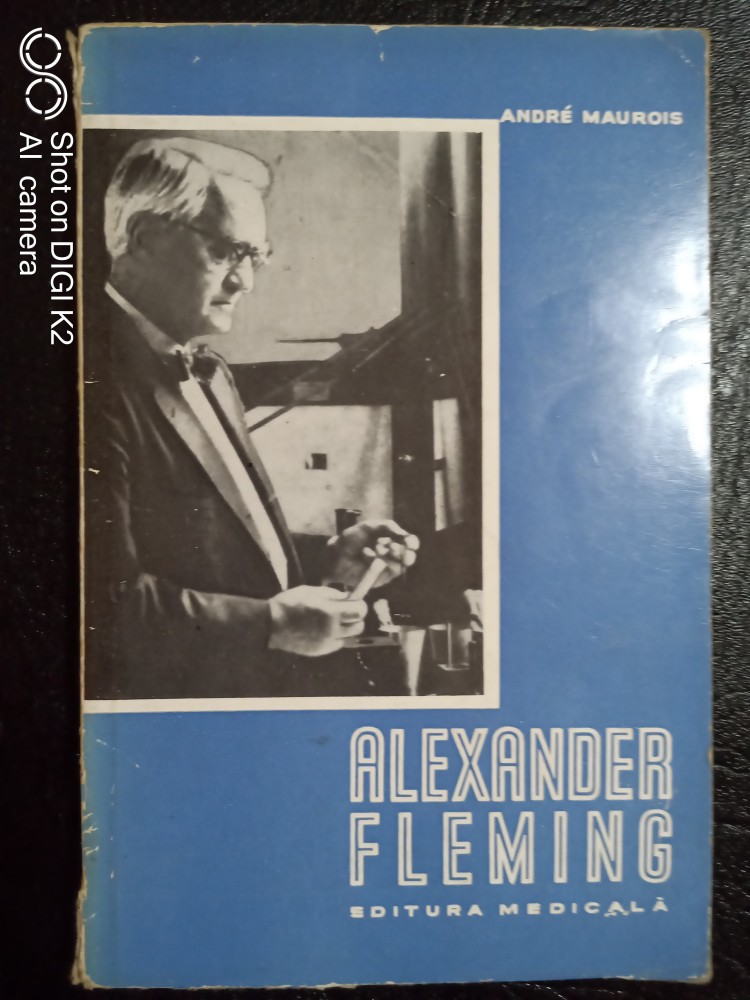 ANDRÉ MAUROIS
ALEXANDER
FLEMING
EDITURA MEDICALĂ
Shot on DIGI K2
AI camera